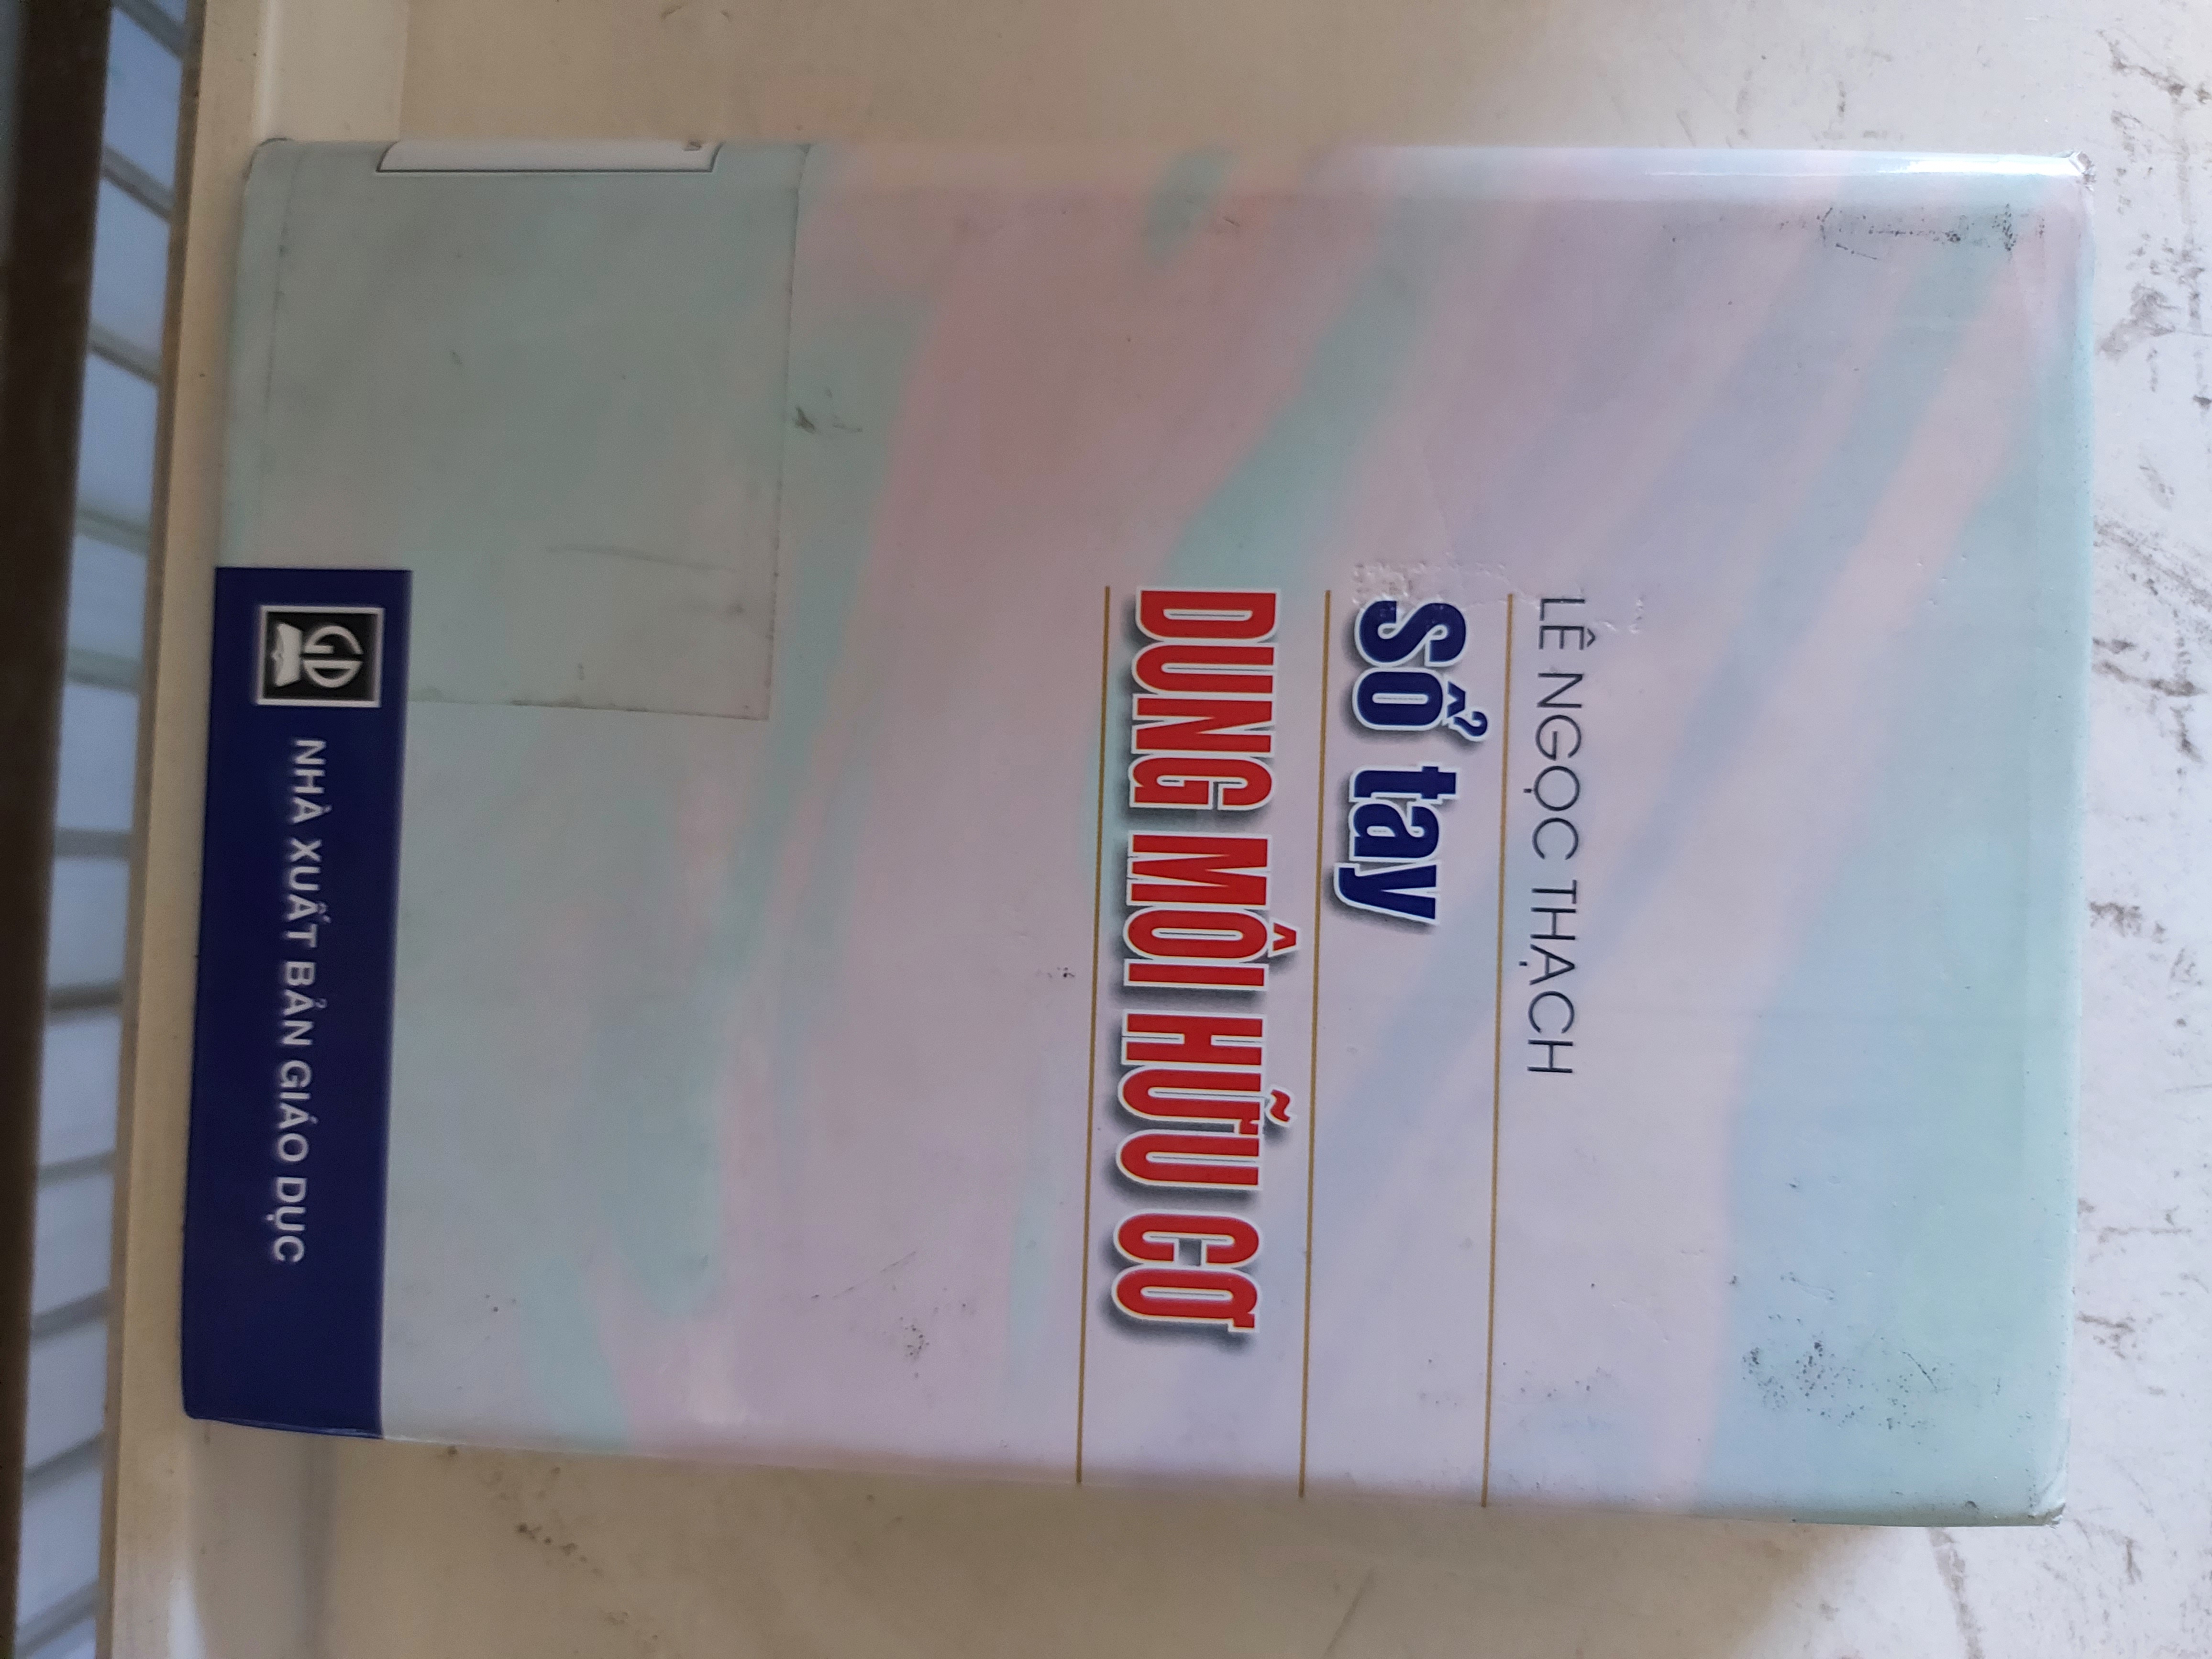 LÊ NGỌC THẠCH
Sổ tay
DUNG MÔI HỮU CƠ
GD
NHÀ XUẤT BẢN GIÁO DỤC